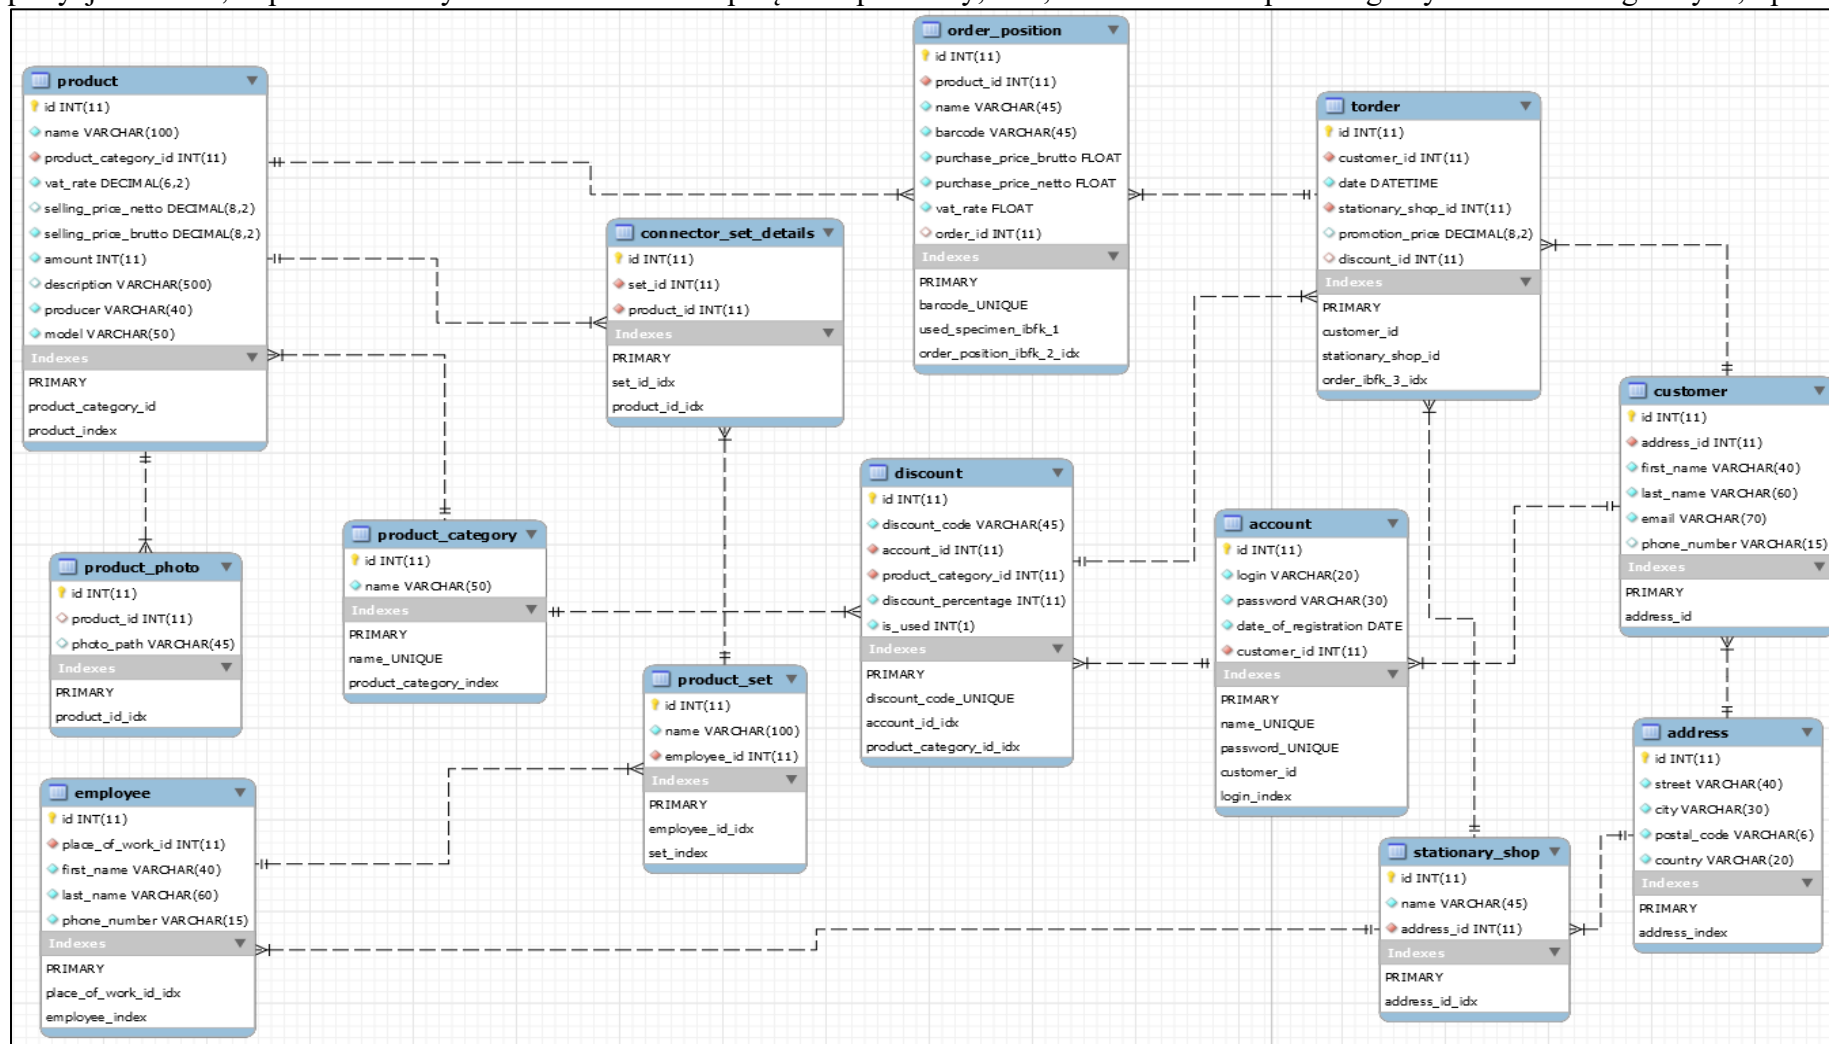 product
id INT(11)
name VARCHAR(100)
product_category_id INT(11)
vat_rate DECIMAL(6,2)
selling_price_netto DECIMAL(8,2)
selling_price_brutto DECIMAL(8,2)
amount INT(11)
description VARCHAR(500)
producer VARCHAR(40)
model VARCHAR(50)
Indexes
PRIMARY
product_category_id
product_index
order_position
id INT(11)
product_id INT(11)
name VARCHAR(45)
barcode VARCHAR(45)
purchase_price_brutto FLOAT
purchase_price_netto FLOAT
vat_rate FLOAT
order_id INT(11)
Indexes
PRIMARY
barcode_UNIQUE
used_specimen_ibfk_1
order_position_ibfk_2_idx
torder
id INT(11)
customer_id INT(11)
date DATETIME
stationary_shop_id INT(11)
promotion_price DECIMAL(8,2)
discount_id INT(11)
Indexes
PRIMARY
customer_id
stationary_shop_id
order_ibfk_3_idx
connector_set_details
id INT(11)
set_id INT(11)
product_id INT(11)
Indexes
PRIMARY
set_id_idx
product_id_idx
customer
id INT(11)
address_id INT(11)
first_name VARCHAR(40)
last_name VARCHAR(60)
email VARCHAR(70)
phone_number VARCHAR(15)
Indexes
PRIMARY
address_id
discount
id INT(11)
discount_code VARCHAR(45)
account_id INT(11)
product_category_id INT(11)
discount_percentage INT(11)
is_used INT(1)
Indexes
PRIMARY
discount_code_UNIQUE
account_id_idx
product_category_id_idx
account
id INT(11)
login VARCHAR(20)
password VARCHAR(30)
date_of_registration DATE
customer_id INT(11)
Indexes
PRIMARY
name_UNIQUE
password_UNIQUE
customer_id
login_index
product_category
id INT(11)
name VARCHAR(50)
Indexes
PRIMARY
name_UNIQUE
product_category_index
product_photo
id INT(11)
product_id INT(11)
photo_path VARCHAR(45)
Indexes
PRIMARY
product_id_idx
product_set
id INT(11)
name VARCHAR(100)
employee_id INT(11)
Indexes
PRIMARY
employee_id_idx
set_index
address
id INT(11)
street VARCHAR(40)
city VARCHAR(30)
postal_code VARCHAR(6)
country VARCHAR(20)
Indexes
PRIMARY
address_index
employee
id INT(11)
place_of_work_id INT(11)
first_name VARCHAR(40)
last_name VARCHAR(60)
phone_number VARCHAR(15)
Indexes
PRIMARY
place_of_work_id_idx
employee_index
stationary_shop
id INT(11)
name VARCHAR(45)
address_id INT(11)
Indexes
PRIMARY
address_id_idx